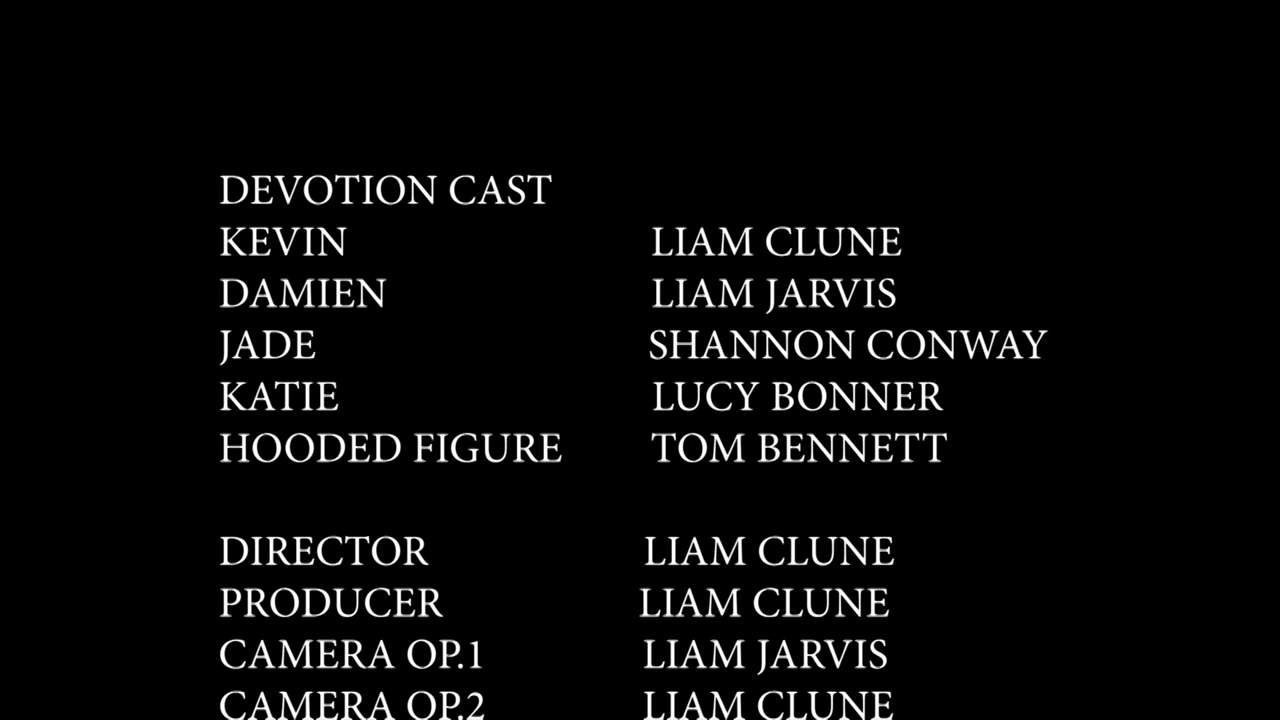 DEVOTION CAST
KEVIN LIAM CLUNE
DAMIEN LIAM JARVIS
JADE SHANNON CONWAY
KATIE LUCY BONNER
HOODED FIGURE TOM BENNETT
DIRECTOR LIAM CLUNE
PRODUCER LIAM CLUNE
CAMERA OP.1 LIAM JARVIS
CAMERA OP.2 LIAM CLUNE